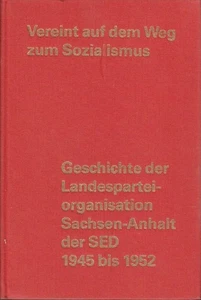 Vereint auf dem Weg
zum Sozialismus
Geschichte der
Landespartei-
organisation
Sachsen-Anhalt
der SED
1945 bis 1952